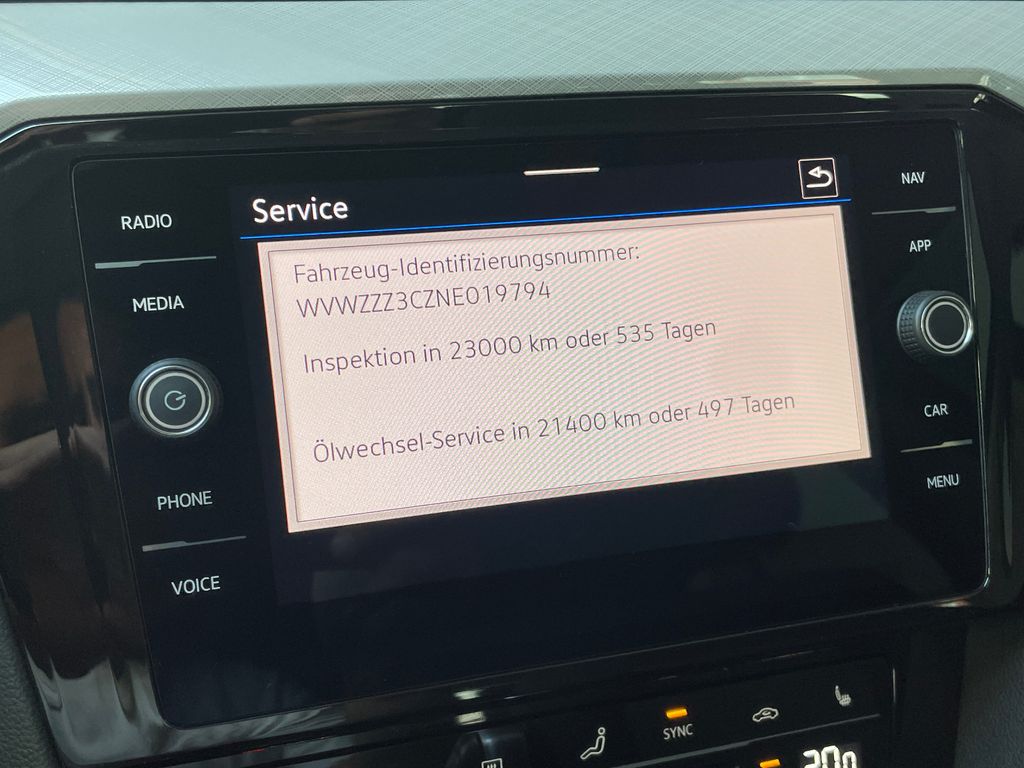 Service
NAV
RADIO
APP
Fahrzeug-Identifizierungsnummer:
WVWZZZ3CZNE019794
MEDIA
Inspektion in 23000 km oder 535 Tagen
CAR
Ölwechsel-Service in 21400 km oder 497 Tagen
MENU
PHONE
VOICE
SYNC